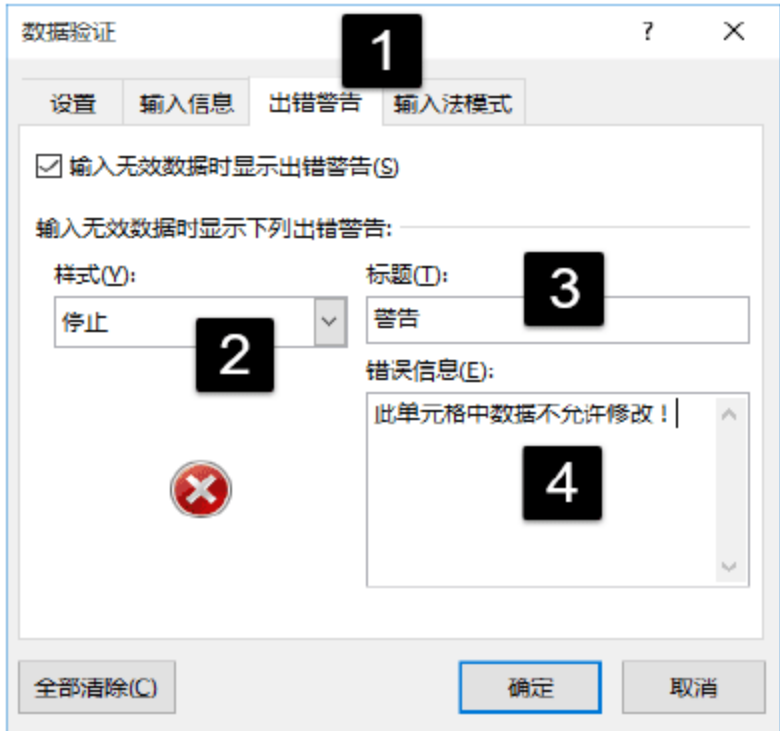 数据验证 ?
1
设置 输入信息 出错警告 输入法模式
输入无效数据时显示出错警告(S)
输入无效数据时显示下列出错警告:
样式(Y):
停止
2
标题(T):
3
警告
错误信息(E):
此单元格中数据不允许修改！
4
全部清除(C) 确定 取消